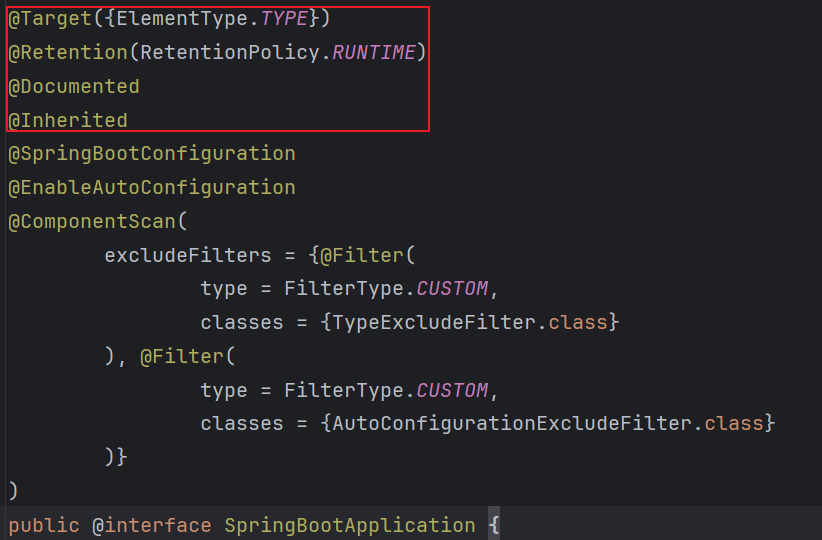 @Target({ElementType.TYPE})
@Retention(RetentionPolicy.RUNTIME)
@Documented
@Inherited
@SpringBootConfiguration
@EnableAutoConfiguration
@ComponentScan(
        excludeFilters = {@Filter(
                type = FilterType.CUSTOM,
                classes = {TypeExcludeFilter.class}
        ), @Filter(
                type = FilterType.CUSTOM,
                classes = {AutoConfigurationExcludeFilter.class}
        )}
)
public @interface SpringBootApplication {